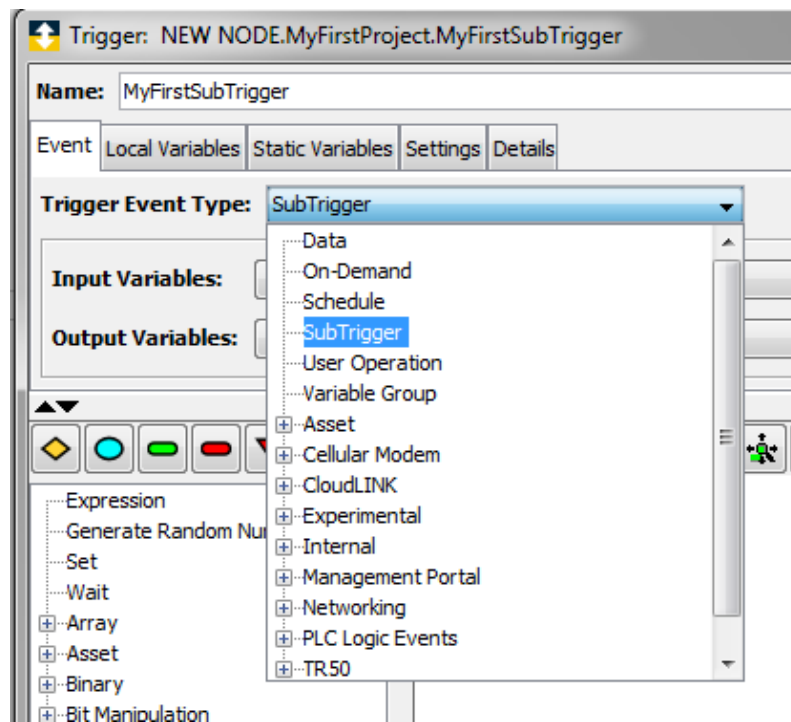 Trigger: NEW NODE.MyFirstProject.MyFirstSubTrigger
Name: MyFirstSubTrigger
Event Local Variables Static Variables Settings Details
Trigger Event Type: SubTrigger
Input Variables:
Output Variables:
Data
On-Demand
Schedule
SubTrigger
User Operation
Variable Group
Asset
Cellular Modem
CloudLINK
Experimental
Internal
Management Portal
Networking
PLC Logic Events
TR50
Expression
Generate Random
Set
Wait
Array
Asset
Binary
Bit Manipulation